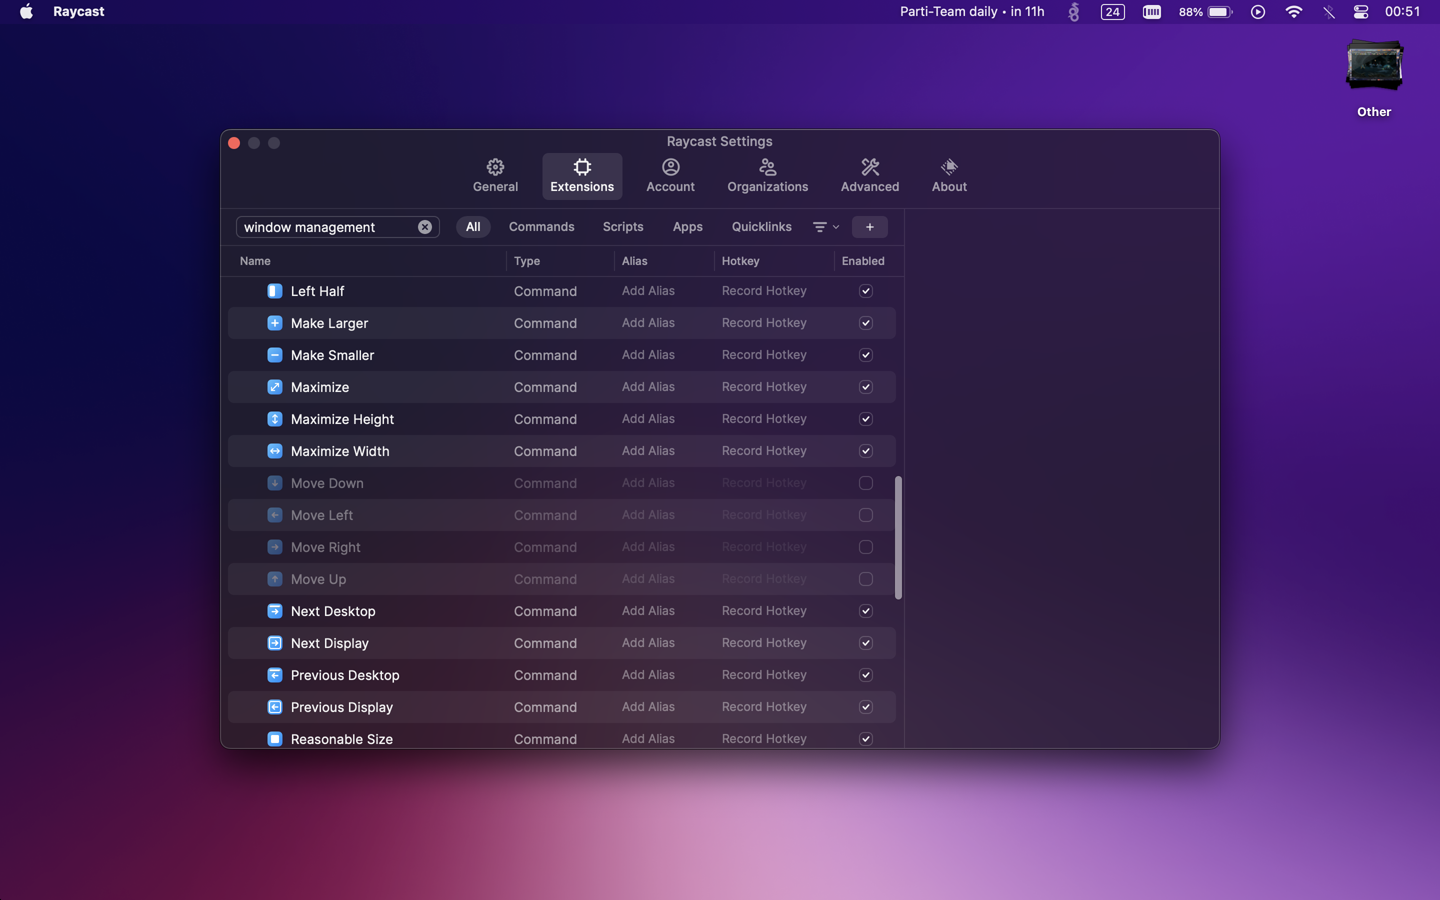 Raycast
Parti-Team daily • in 11h
24
88%
00:51
Other
Raycast Settings
General
Extensions
Account
Organizations
Advanced
About
window management
All
Commands
Scripts
Apps
Quicklinks
+
Name Type Alias Hotkey Enabled
Left Half Command Add Alias Record Hotkey
Make Larger Command Add Alias Record Hotkey
Make Smaller Command Add Alias Record Hotkey
Maximize Command Add Alias Record Hotkey
Maximize Height Command Add Alias Record Hotkey
Maximize Width Command Add Alias Record Hotkey
Move Down Command Add Alias Record Hotkey
Move Left Command Add Alias Record Hotkey
Move Right Command Add Alias Record Hotkey
Move Up Command Add Alias Record Hotkey
Next Desktop Command Add Alias Record Hotkey
Next Display Command Add Alias Record Hotkey
Previous Desktop Command Add Alias Record Hotkey
Previous Display Command Add Alias Record Hotkey
Reasonable Size Command Add Alias Record Hotkey